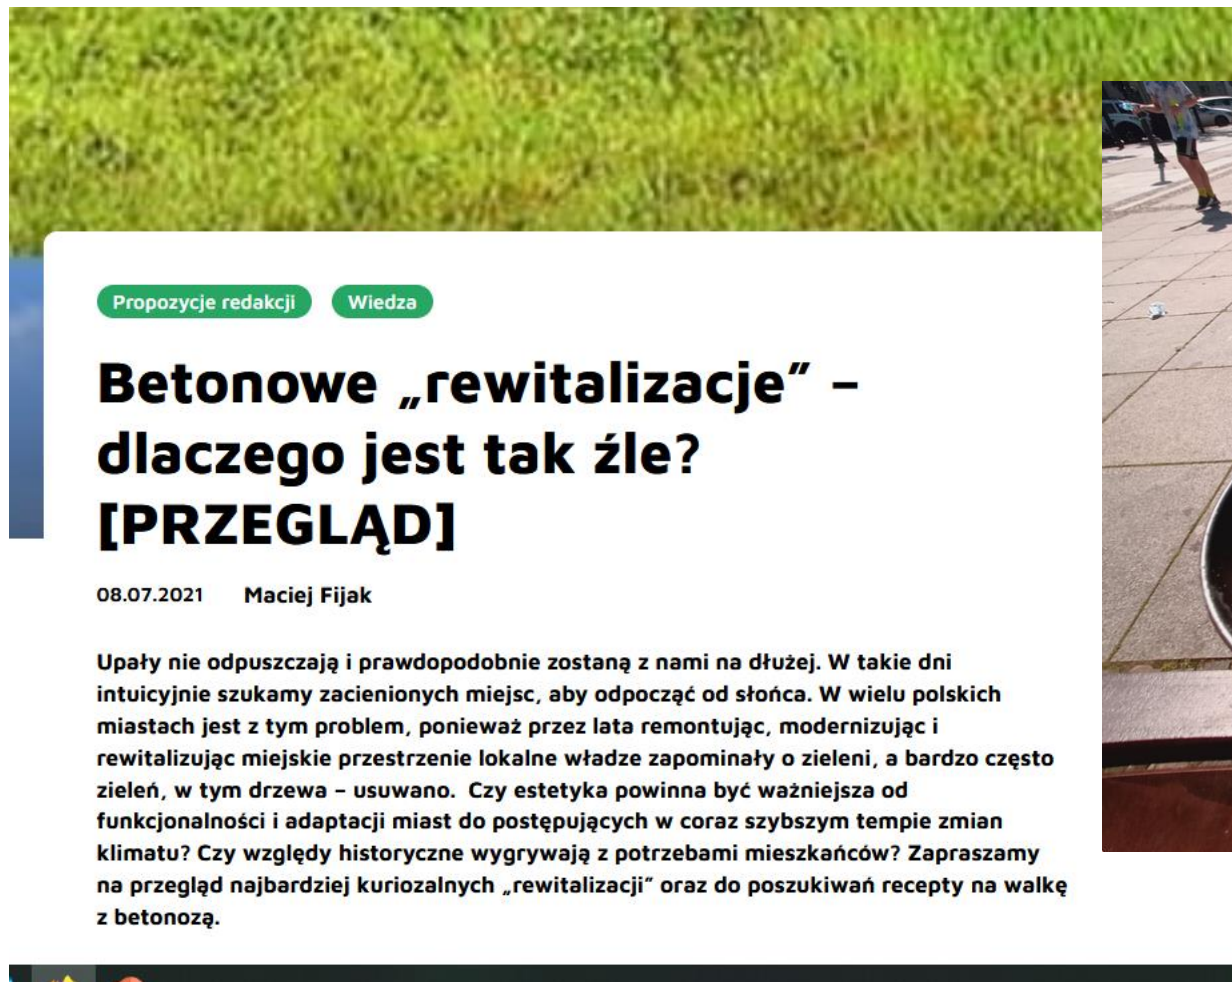 Propozycje redakcji Wiedza
Betonowe „rewitalizacje” –
dlaczego jest tak źle?
[PRZEGLĄD]
08.07.2021 Maciej Fijak
Upały nie odpuszczają i prawdopodobnie zostaną z nami na dłużej. W takie dni
intuicyjnie szukamy zacienionych miejsc, aby odpocząć od słońca. W wielu polskich
miastach jest z tym problem, ponieważ przez lata remontując, modernizując i
rewitalizując miejskie przestrzenie lokalne władze zapominały o zieleni, a bardzo często
zieleń, w tym drzewa – usuwano. Czy estetyka powinna być ważniejsza od
funkcjonalności i adaptacji miast do postępujących w coraz szybszym tempie zmian
klimatu? Czy względy historyczne wygrywają z potrzebami mieszkańców? Zapraszamy
na przegląd najbardziej kuriozalnych „rewitalizacji” oraz do poszukiwań recepty na walkę
z betonozą.